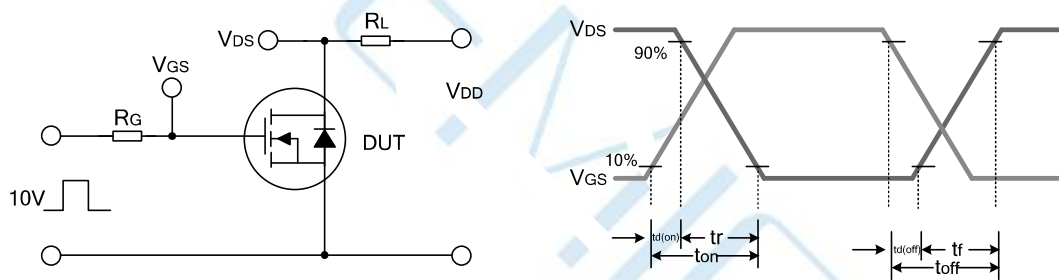 VDS
RL
VGS
VDD
RG
DUT
10V
VDS
90%
10%
VGS
td(on)
tr
ton
td(off)
tf
toff